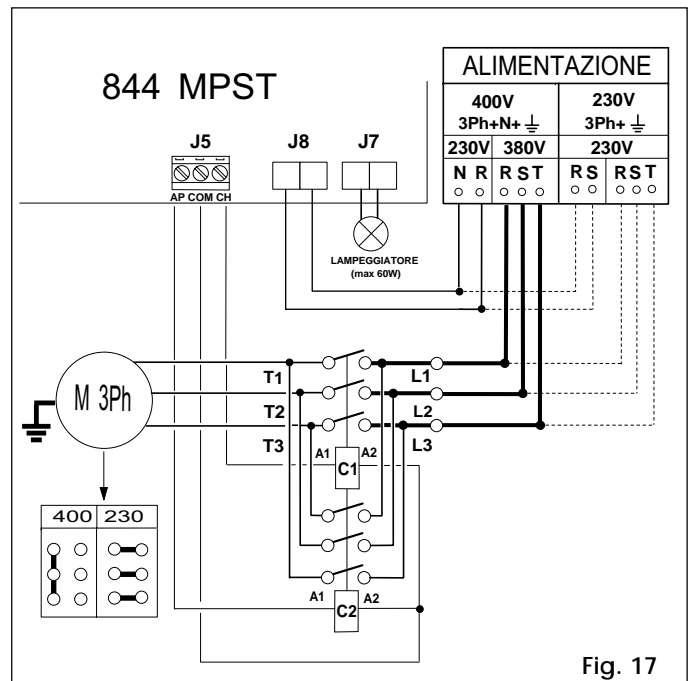 844 MPST
ALIMENTAZIONE
400V
3Ph+N+ ⏚
230V
3Ph+ ⏚
230V 380V
230V
N R R S T
R S R S T
J5 J8 J7
AP COM CH
LAMPEGGIATORE
(max 60W)
M 3Ph
T1 L1
T2 L2
T3 L3
A1 A2
C1
400 230
A1 A2
C2
Fig. 17